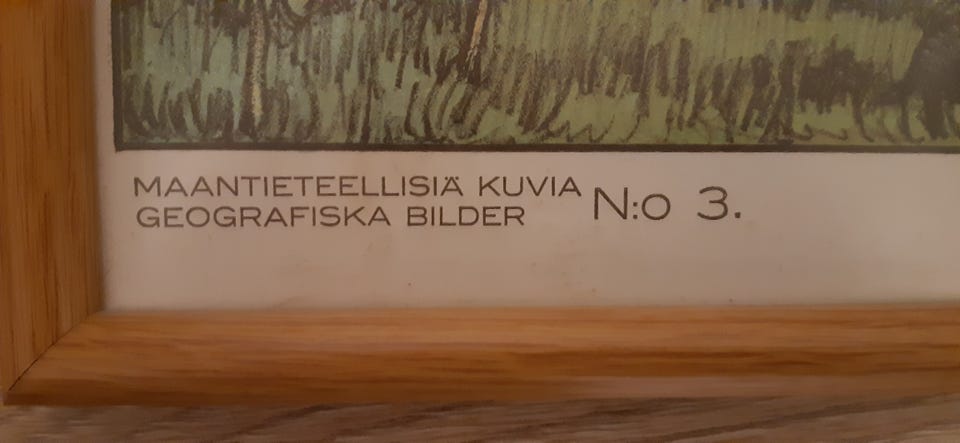 MAANTIETEELLISIÄ KUVIA
GEOGRAFISKA BILDER
N:o 3.